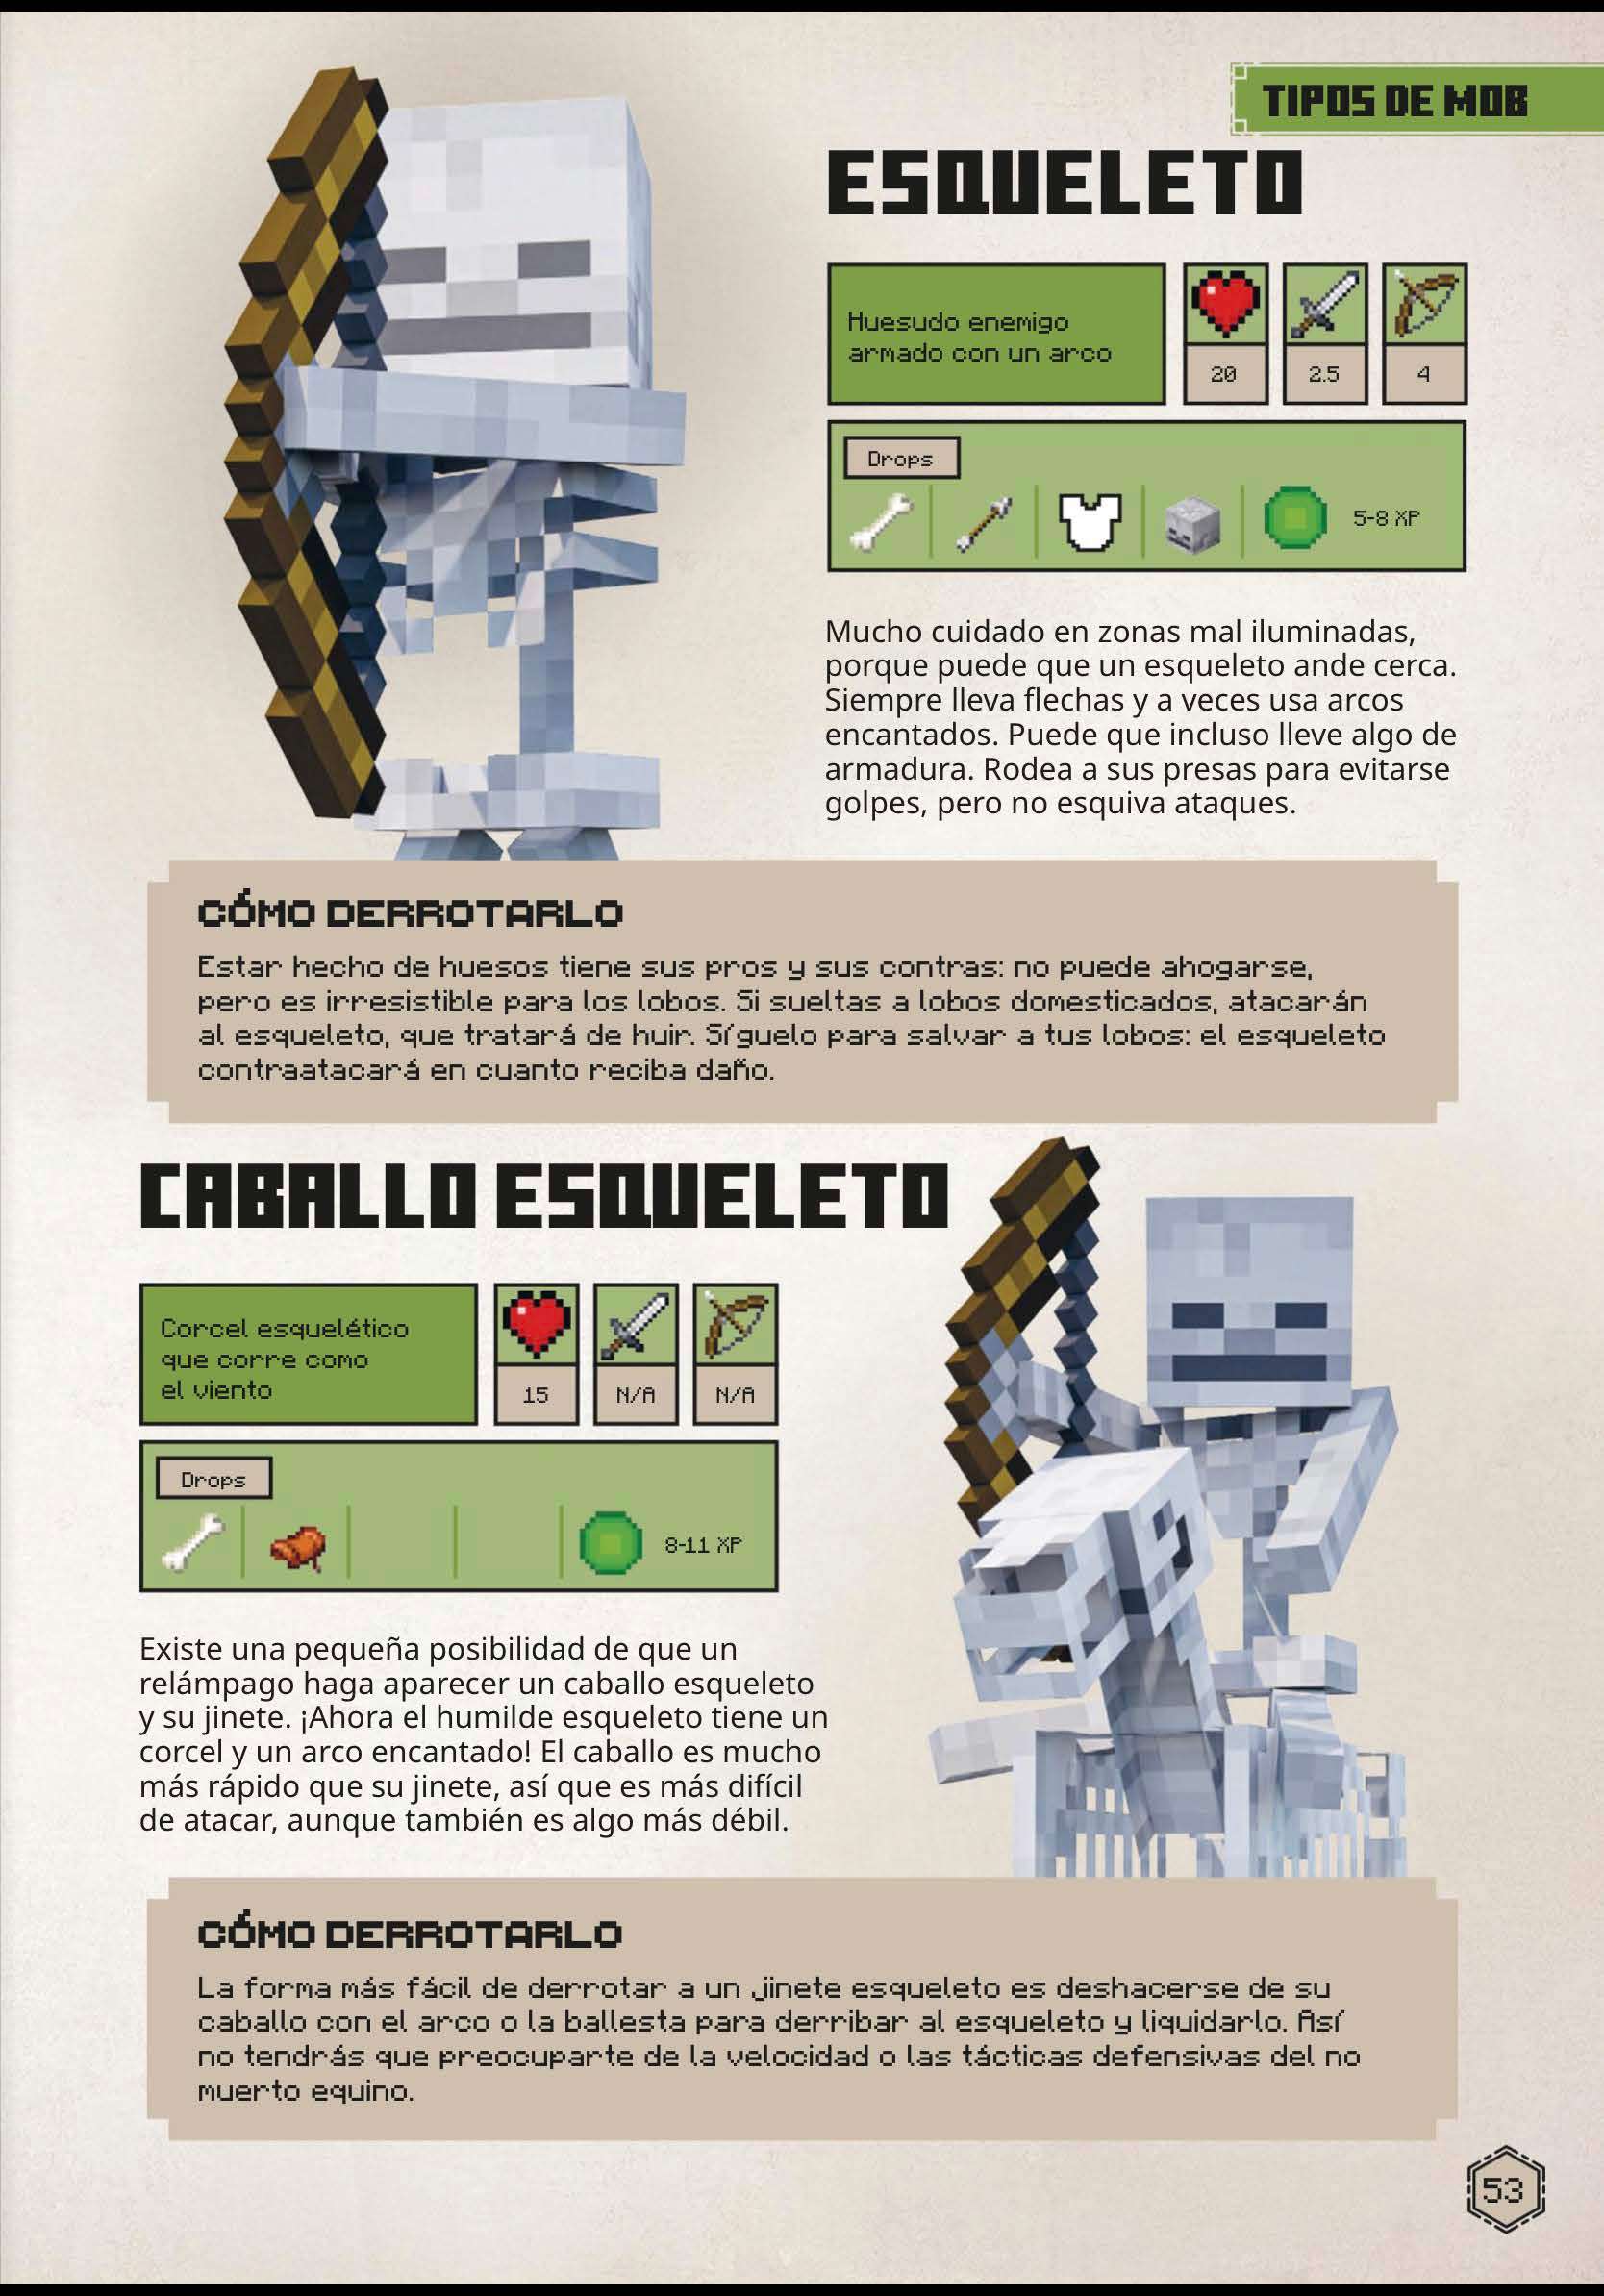 TIPOS DE MOB
ESQUELETO
Huesudo enemigo
armado con un arco
20
2.5
4
Drops
5-8 XP
Mucho cuidado en zonas mal iluminadas,
porque puede que un esqueleto ande cerca.
Siempre lleva flechas y a veces usa arcos
encantados. Puede que incluso lleve algo de
armadura. Rodea a sus presas para evitarse
golpes, pero no esquiva ataques.
CÓMO DERROTARLO
Estar hecho de huesos tiene sus pros y sus contras: no puede ahogarse,
pero es irresistible para los lobos. Si sueltas a lobos domesticados, atacarán
al esqueleto, que tratará de huir. Síguelo para salvar a tus lobos: el esqueleto
contraatacará en cuanto reciba daño.
CABALLO ESQUELETO
Corcel esquelético
que corre como
el viento
15
N/A
N/A
Drops
8-11 XP
Existe una pequeña posibilidad de que un
relámpago haga aparecer un caballo esqueleto
y su jinete. ¡Ahora el humilde esqueleto tiene un
corcel y un arco encantado! El caballo es mucho
más rápido que su jinete, así que es más difícil
de atacar, aunque también es algo más débil.
CÓMO DERROTARLO
La forma más fácil de derrotar a un jinete esqueleto es deshacerse de su
caballo con el arco o la ballesta para derribar al esqueleto y liquidarlo. Así
no tendrás que preocuparte de la velocidad o las tácticas defensivas del no
muerto equino.
53